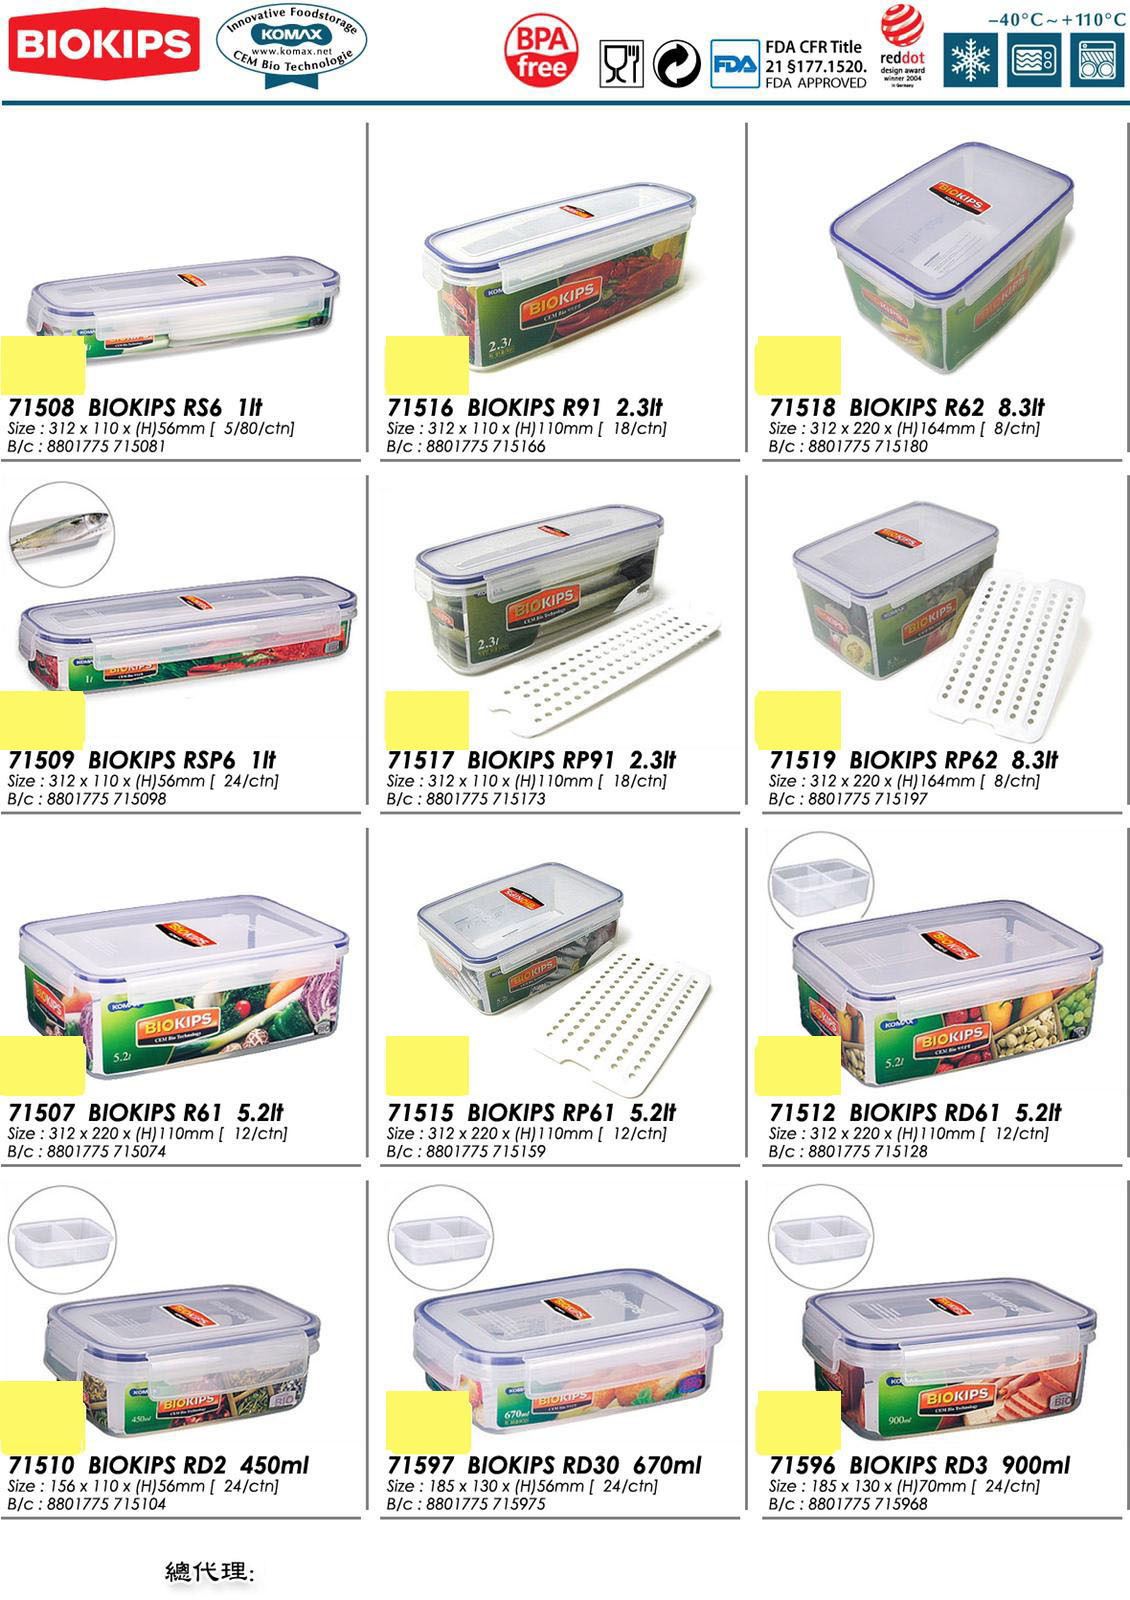 BIOKIPS
Innovative Foodstorage
KOMAX
www.komax.net
CEM Bio Technologie
BPA
free
FDA
FDA CFR Title
21 §177.1520.
FDA APPROVED
reddot
design award
winner 2004
in Germany
-40°C~+110°C
71508 BIOKIPS RS6 1lt
Size : 312 x 110 x (H)56mm [ 5/80/ctn]
B/c : 8801775 715081
71516 BIOKIPS R91 2.3lt
Size : 312 x 110 x (H)110mm [ 18/ctn]
B/c : 8801775 715166
71518 BIOKIPS R62 8.3lt
Size : 312 x 220 x (H)164mm [ 8/ctn]
B/c : 8801775 715180
71509 BIOKIPS RSP6 1lt
Size : 312 x 110 x (H)56mm [ 24/ctn]
B/c : 8801775 715098
71517 BIOKIPS RP91 2.3lt
Size : 312 x 110 x (H)110mm [ 18/ctn]
B/c : 8801775 715173
71519 BIOKIPS RP62 8.3lt
Size : 312 x 220 x (H)164mm [ 8/ctn]
B/c : 8801775 715197
71507 BIOKIPS R61 5.2lt
Size : 312 x 220 x (H)110mm [ 12/ctn]
B/c : 8801775 715074
71515 BIOKIPS RP61 5.2lt
Size : 312 x 220 x (H)110mm [ 12/ctn]
B/c : 8801775 715159
71512 BIOKIPS RD61 5.2lt
Size : 312 x 220 x (H)110mm [ 12/ctn]
B/c : 8801775 715128
71510 BIOKIPS RD2 450ml
Size : 156 x 110 x (H)56mm [ 24/ctn]
B/c : 8801775 715104
71597 BIOKIPS RD30 670ml
Size : 185 x 130 x (H)56mm [ 24/ctn]
B/c : 8801775 715975
71596 BIOKIPS RD3 900ml
Size : 185 x 130 x (H)70mm [ 24/ctn]
B/c : 8801775 715968
總代理: